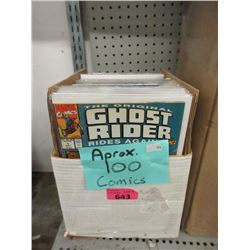 THE ORIGINAL
GHOST
RIDER
RIDES AGAIN
Aprox.
100
Comics
643